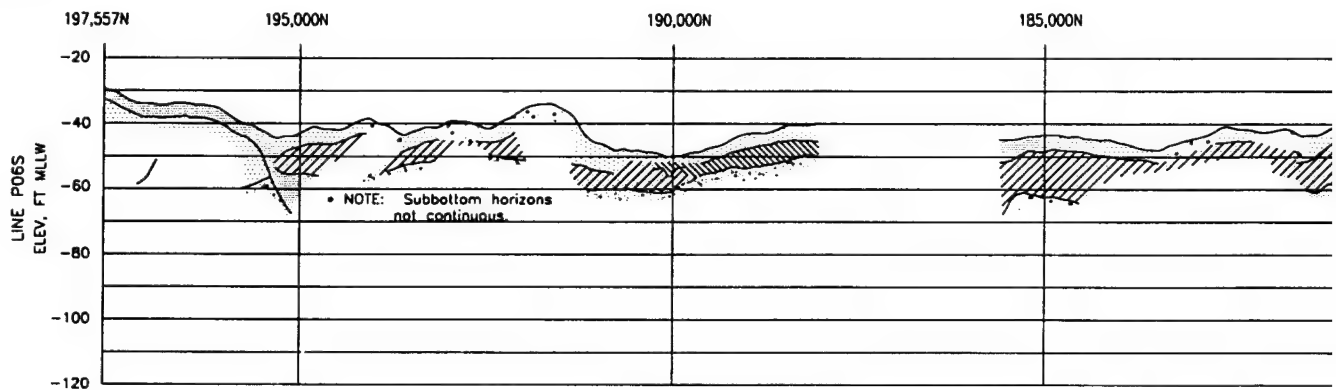 197,557N 195,000N 190,000N 185,000N
-20
-40
-60
-80
-100
-120
LINE P06S
ELEV, FT MLLW
• NOTE: Subbottom horizons
not continuous.